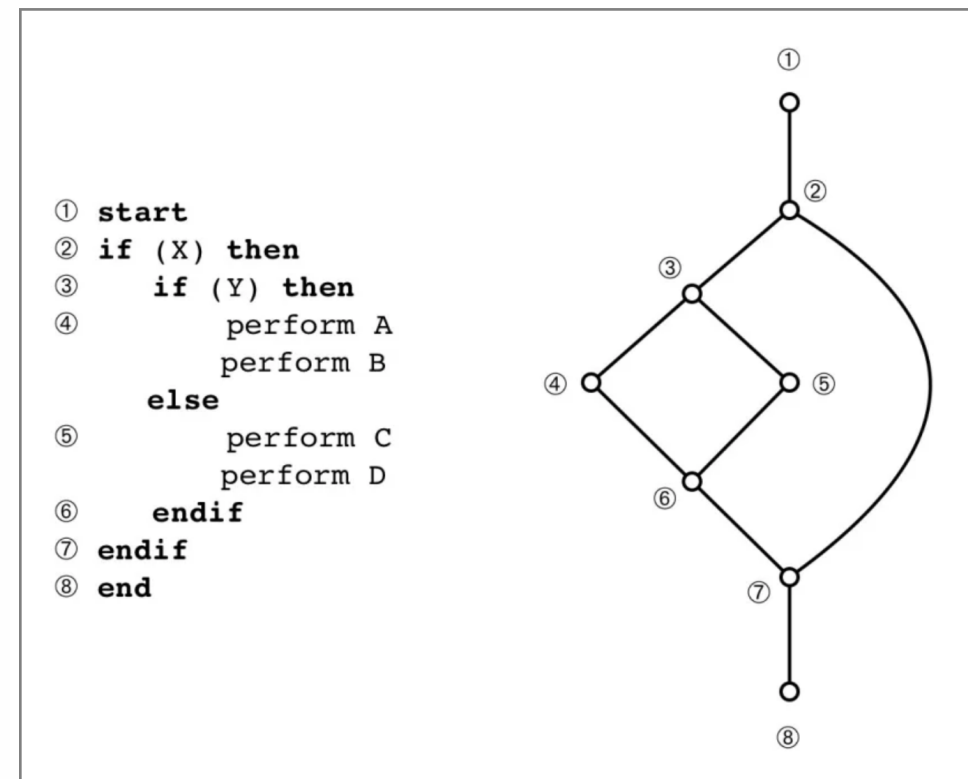 ① start
② if (X) then
③ if (Y) then
④ perform A
perform B
else
⑤ perform C
perform D
⑥ endif
⑦ endif
⑧ end
①
②
③
④
⑤
⑥
⑦
⑧